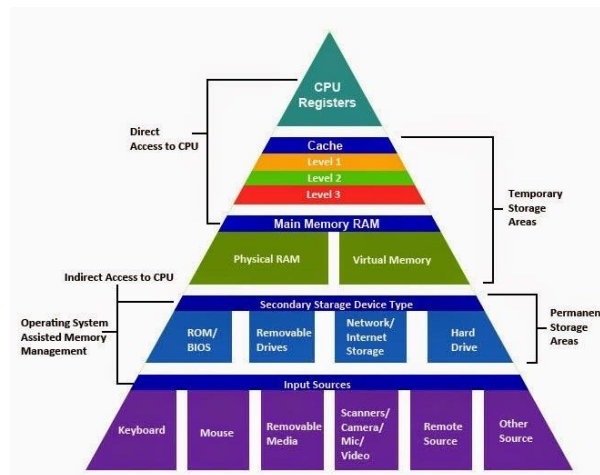 CPU
Registers
Direct
Access to CPU
Cache
Level 1
Level 2
Level 3
Temporary
Storage
Areas
Main Memory RAM
Physical RAM
Virtual Memory
Indirect Access to CPU
Operating System
Assisted Memory
Management
Secondary Starage Device Type
ROM/
BIOS
Removable
Drives
Network/
Internet
Storage
Hard
Drive
Permanen
Storage
Areas
Input Sources
Keyboard
Mouse
Removable
Media
Scanners/
Camera/
Mic/
Video
Remote
Source
Other
Source